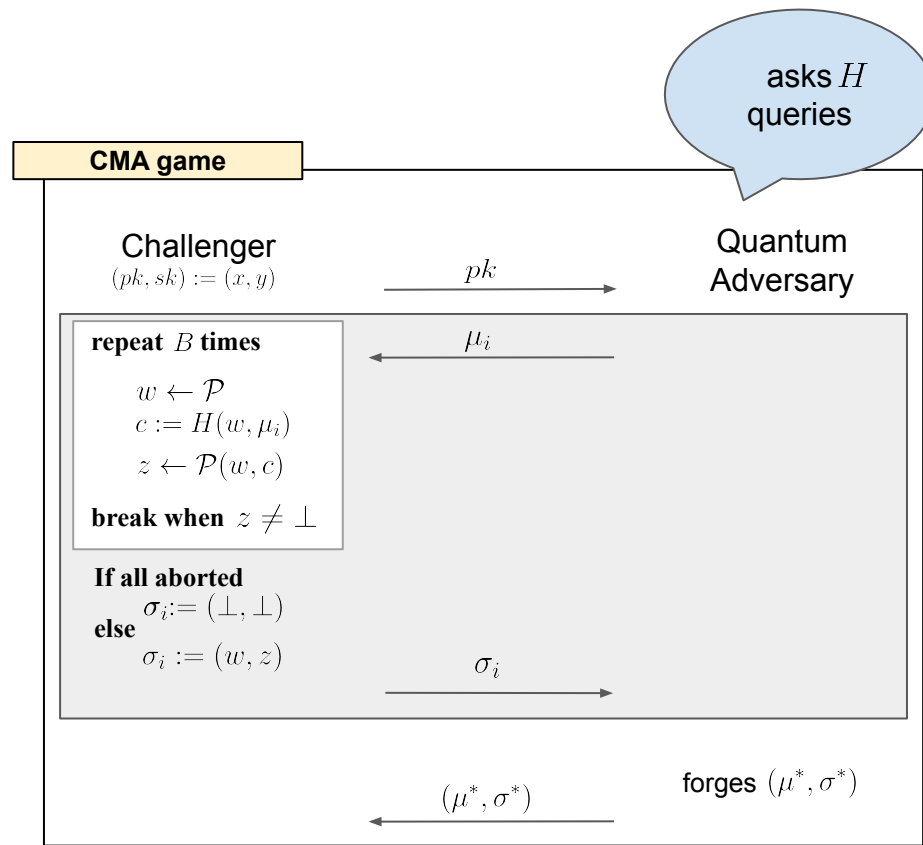 asks H
queries
CMA game
Challenger
(pk, sk) := (x, y)
pk
Quantum
Adversary
repeat B times
μ_i
w ← 𝒫
c := H(w, μ_i)
z ← 𝒫(w, c)
break when z ≠ ⊥
If all aborted
σ_i := (⊥, ⊥)
else
σ_i := (w, z)
σ_i
(μ*, σ*)
forges (μ*, σ*)